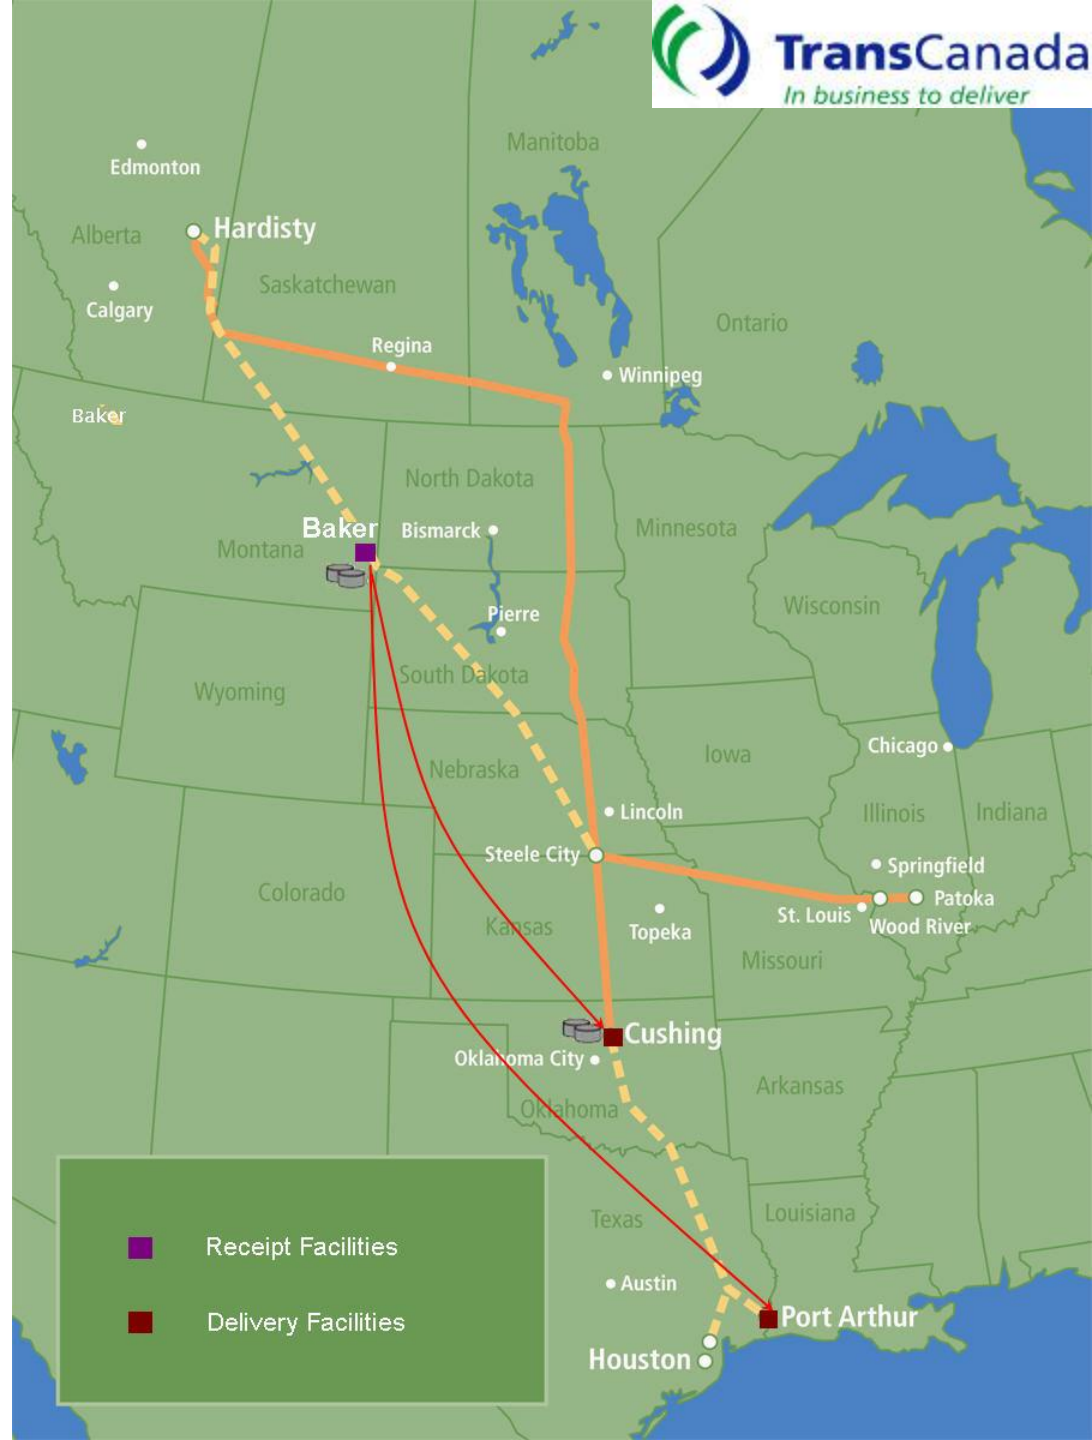 TransCanada
In business to deliver
Manitoba
Edmonton
Hardisty
Alberta
Saskatchewan
Calgary
Ontario
Regina
Winnipeg
Baker
North Dakota
Baker
Bismarck
Minnesota
Montana
Wisconsin
Pierre
South Dakota
Wyoming
Chicago
Iowa
Nebraska
Lincoln
Illinois
Indiana
Steele City
Springfield
Colorado
Patoka
St. Louis
Wood River
Kansas
Topeka
Missouri
Cushing
Oklahoma City
Arkansas
Oklahoma
Texas
Louisiana
Receipt Facilities
Austin
Port Arthur
Delivery Facilities
Houston